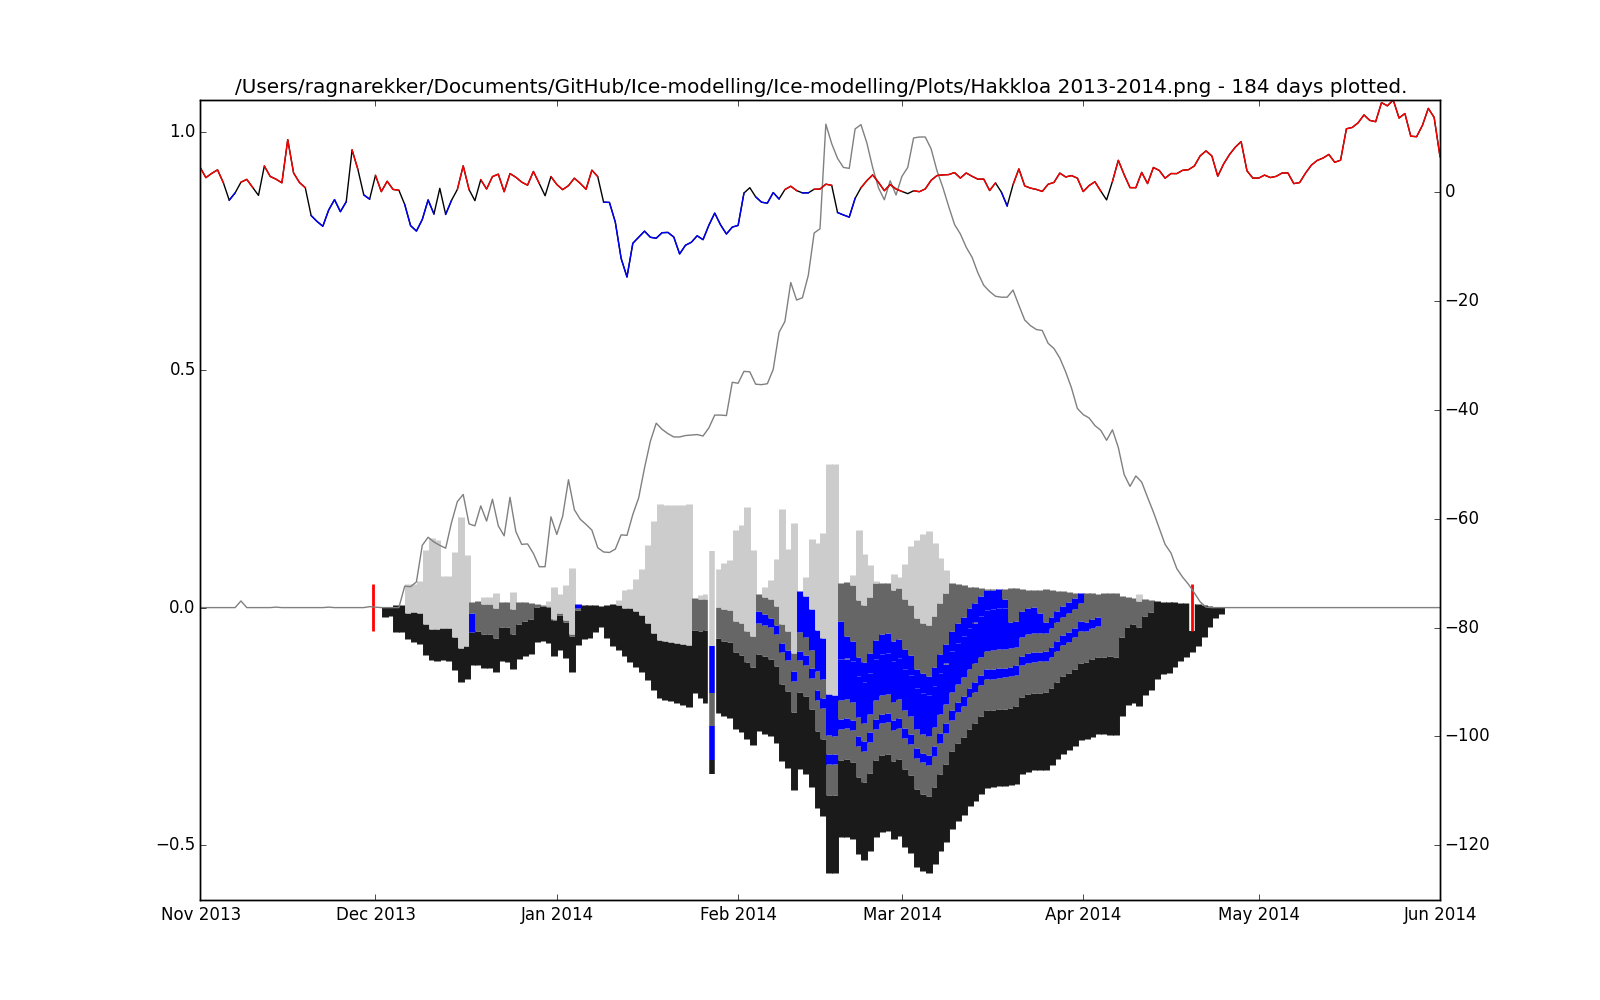 /Users/ragnarekker/Documents/GitHub/Ice-modelling/Ice-modelling/Plots/Hakkloa 2013-2014.png - 184 days plotted.
1.0
0.5
0.0
−0.5
0
−20
−40
−60
−80
−100
−120
Nov 2013
Dec 2013
Jan 2014
Feb 2014
Mar 2014
Apr 2014
May 2014
Jun 2014